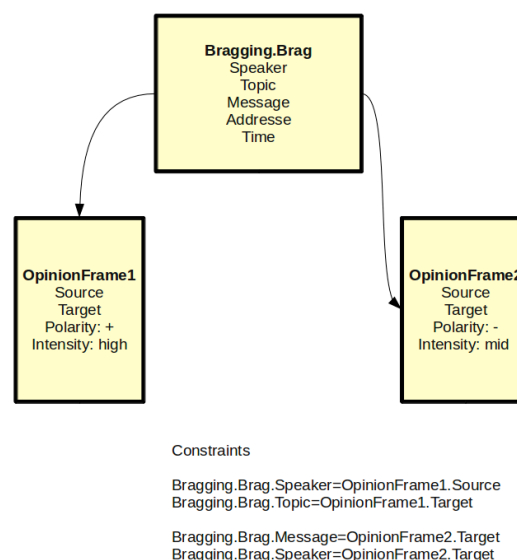 Bragging.Brag
Speaker
Topic
Message
Addresse
Time
OpinionFrame1
Source
Target
Polarity: +
Intensity: high
OpinionFrame2
Source
Target
Polarity: -
Intensity: mid
Constraints
Bragging.Brag.Speaker=OpinionFrame1.Source
Bragging.Brag.Topic=OpinionFrame1.Target
Bragging.Brag.Message=OpinionFrame2.Target
Bragging.Brag.Speaker=OpinionFrame2.Target